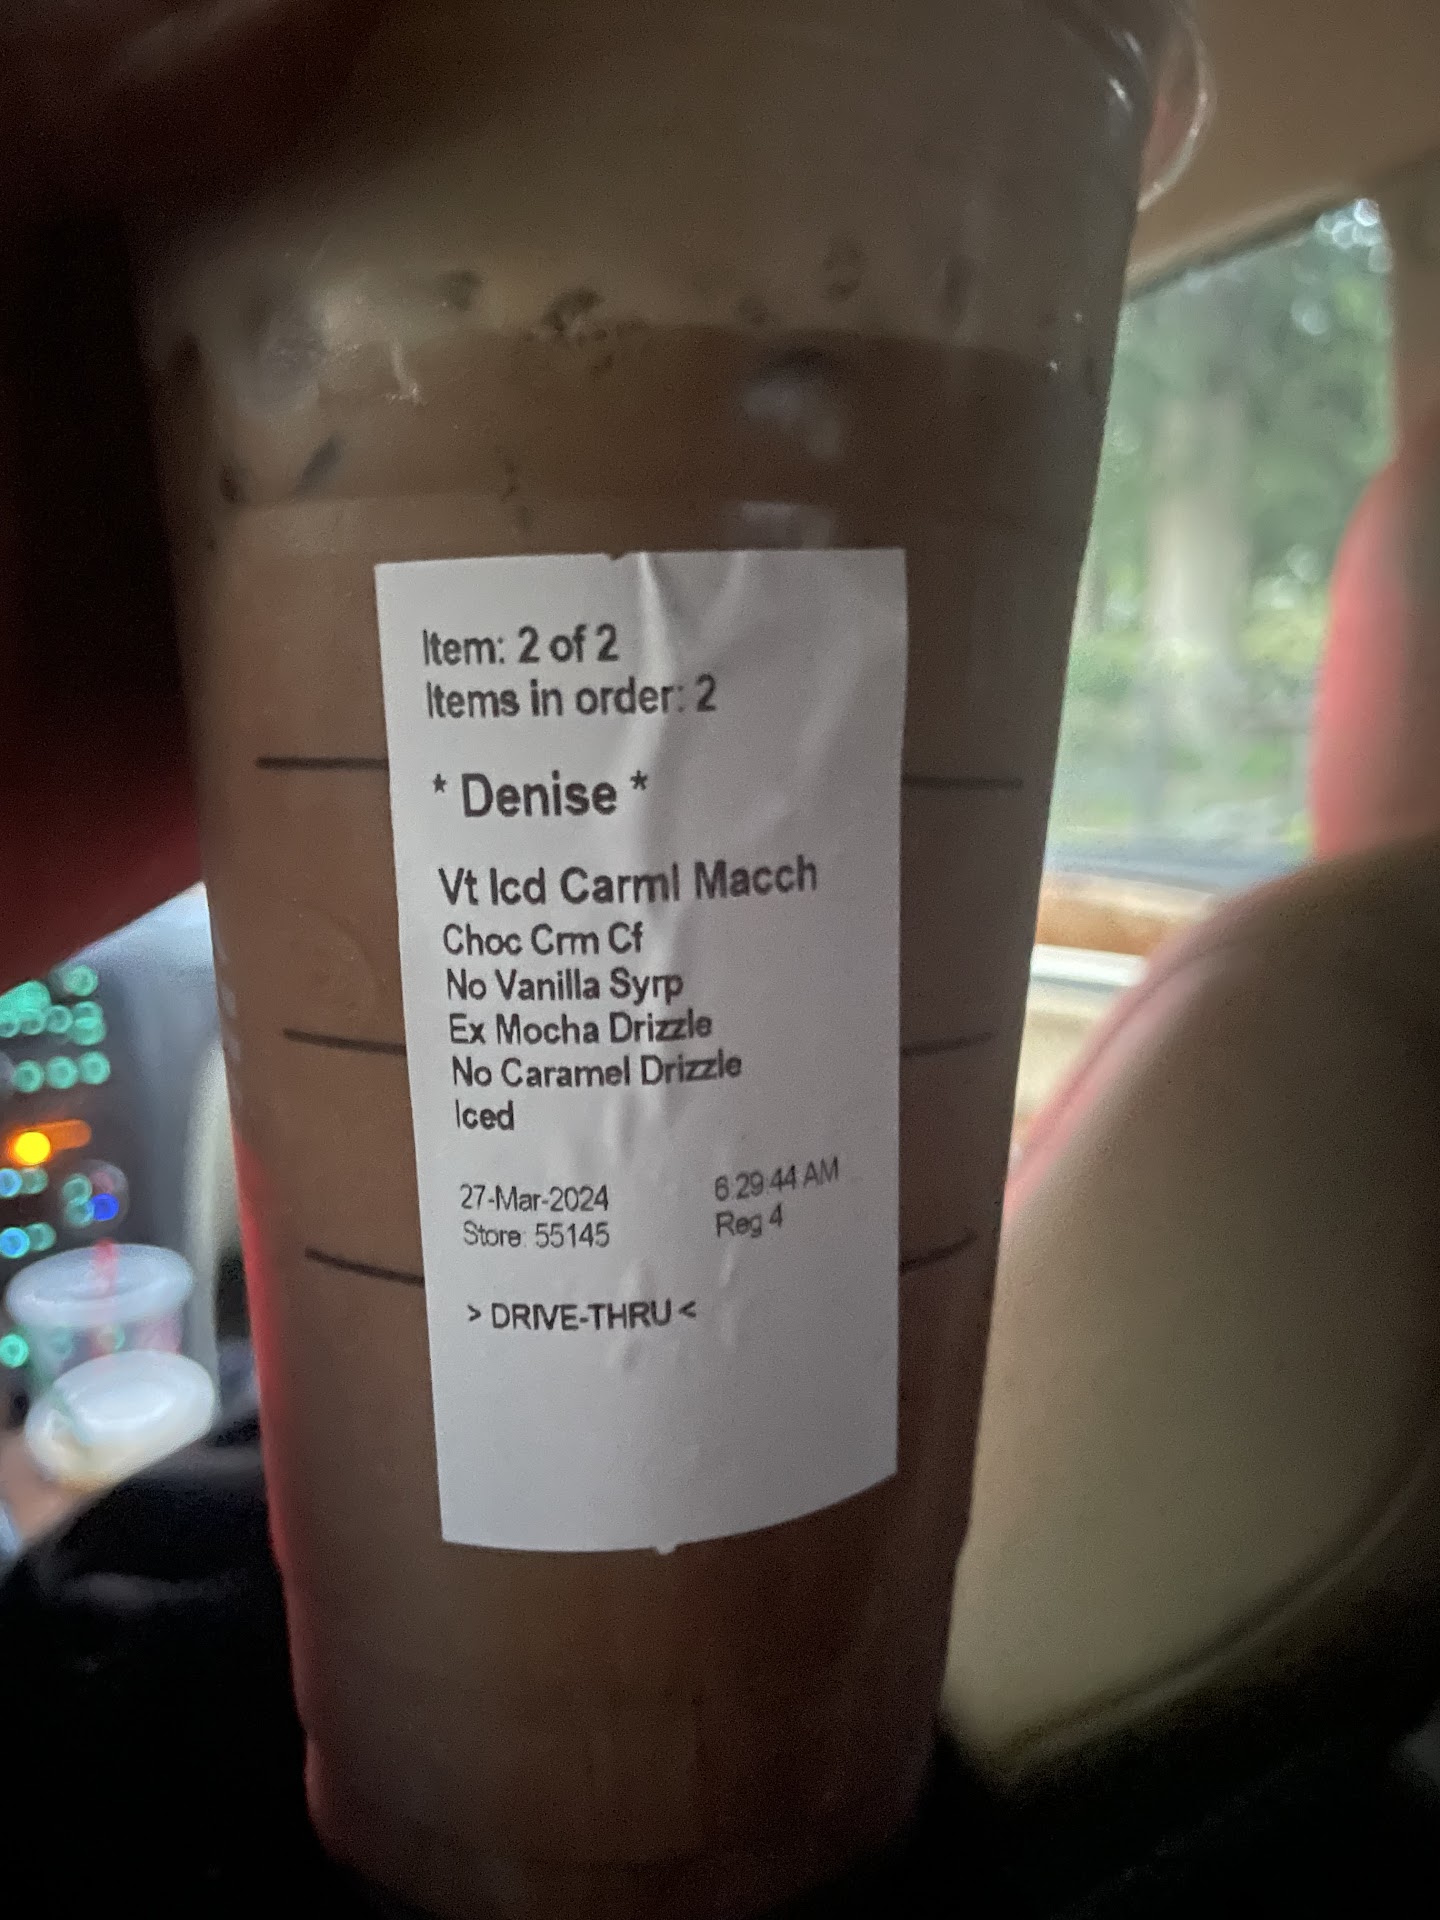 Item: 2 of 2
Items in order: 2
* Denise *
Vt Icd Carml Macch
Choc Crm Cf
No Vanilla Syrp
Ex Mocha Drizzle
No Caramel Drizzle
Iced
27-Mar-2024 6:29:44 AM
Store: 55145 Reg 4
> DRIVE-THRU <